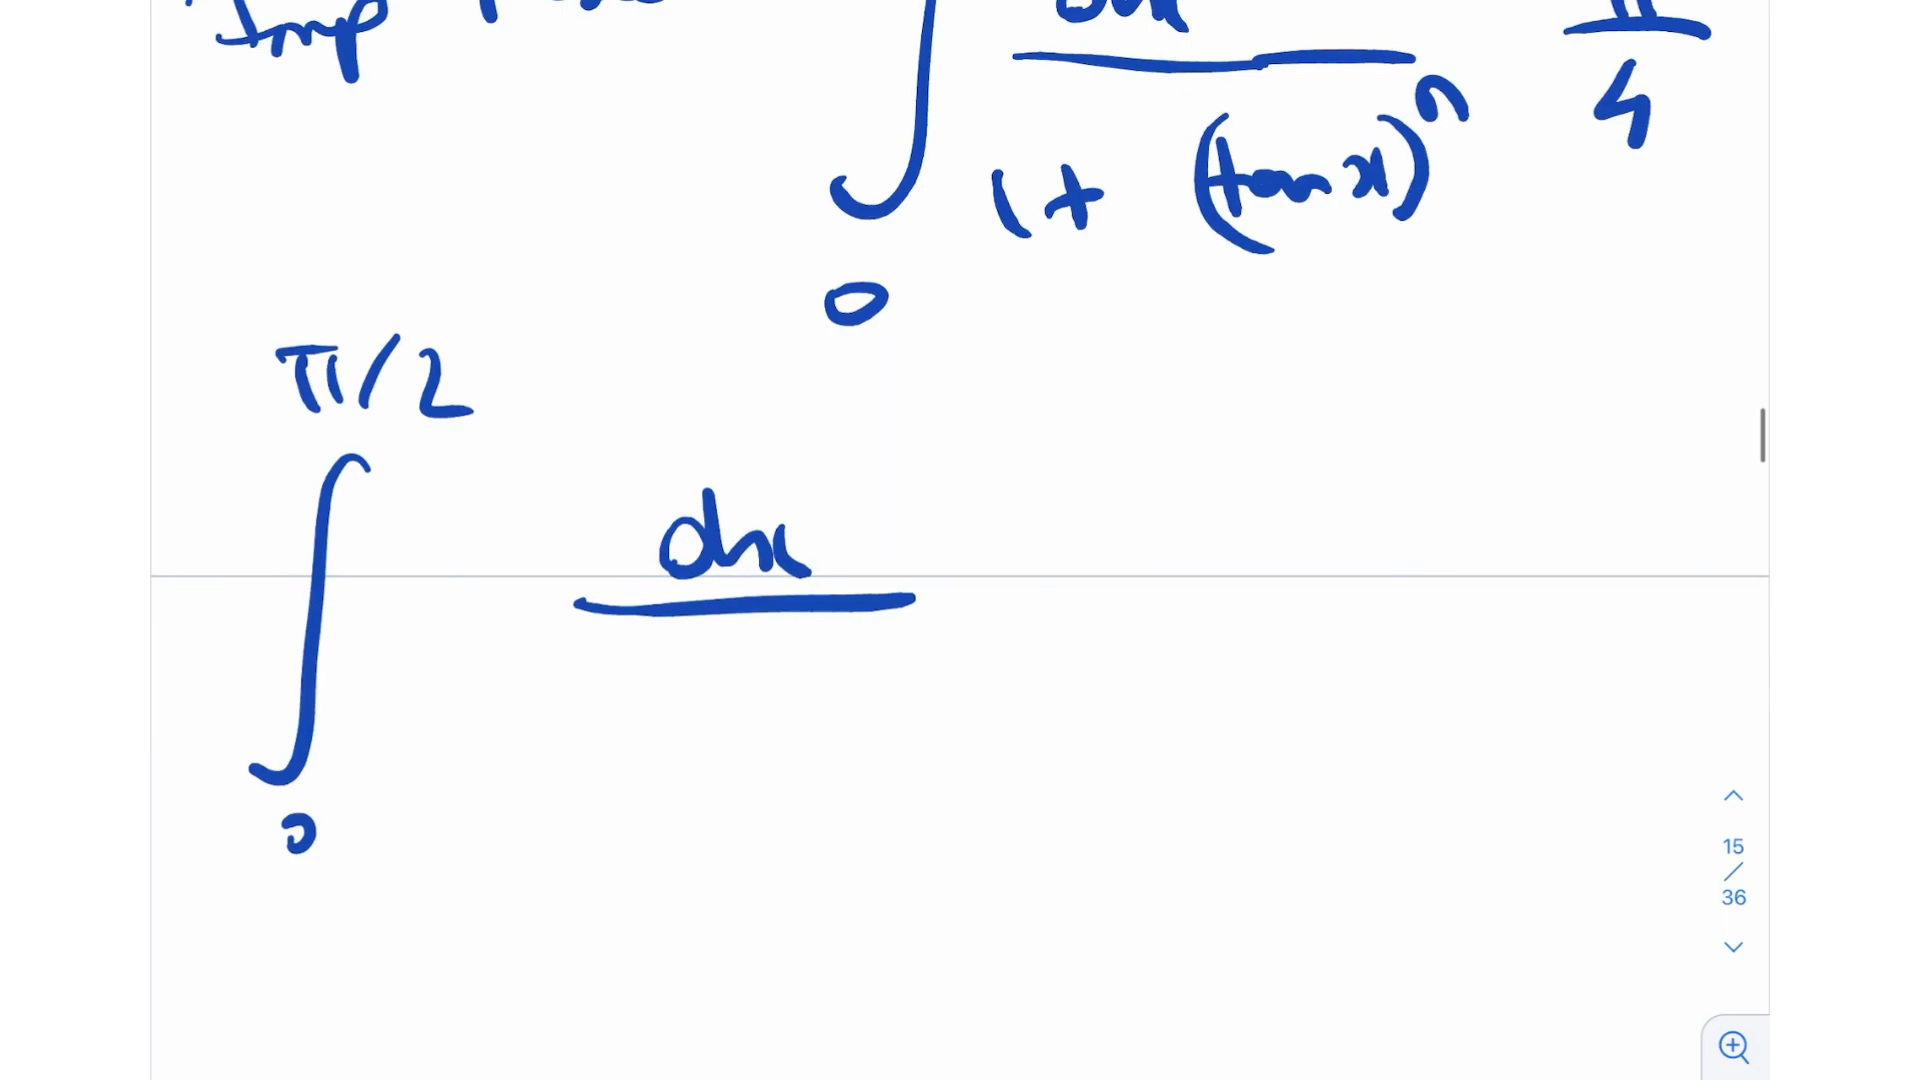 Imp
∫ dx π
1 + (tan x)^n 4
0
π/2
∫ dx
0
15
/
36